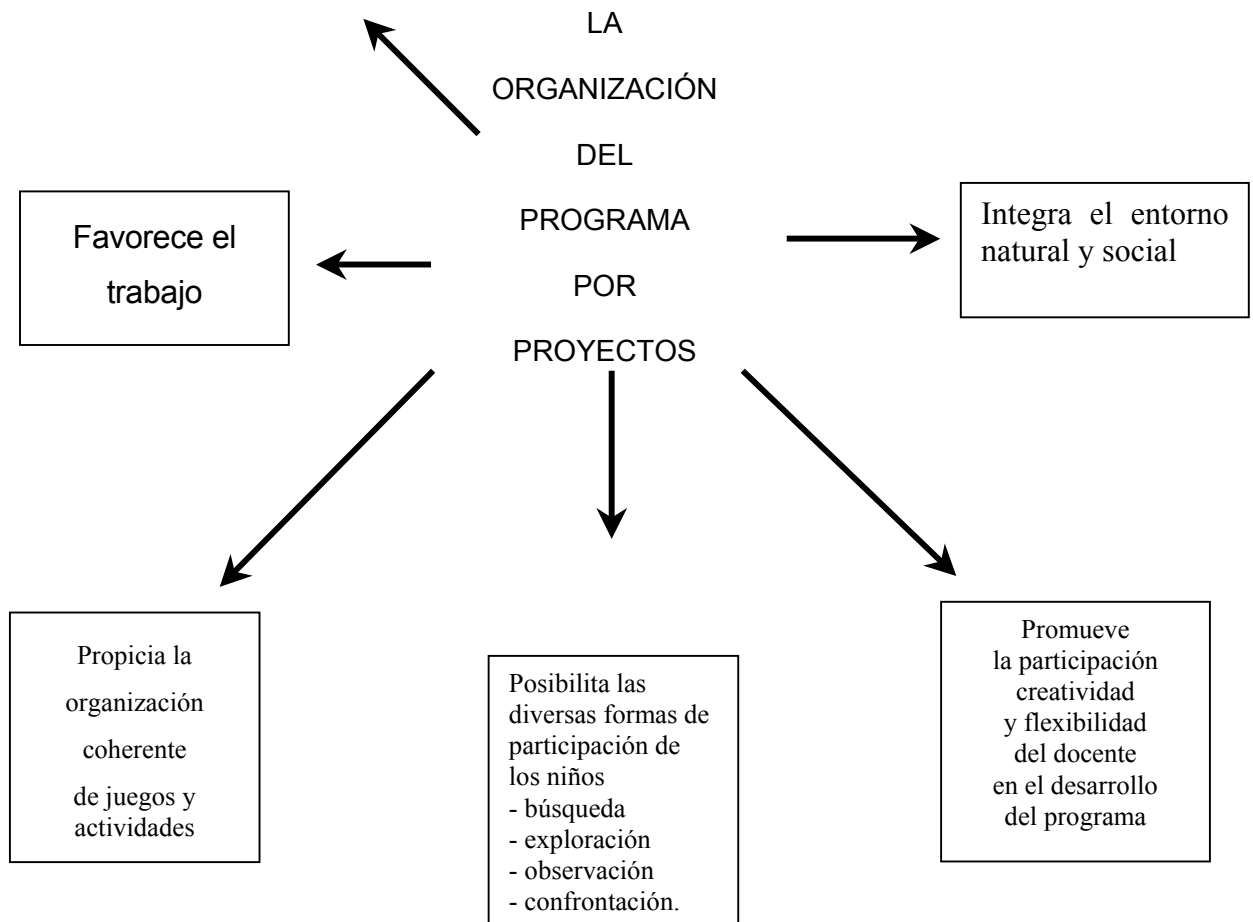 LA
ORGANIZACIÓN
DEL
PROGRAMA
POR
PROYECTOS
Favorece el
trabajo
Integra el entorno
natural y social
Propicia la
organización
coherente
de juegos y
actividades
Posibilita las
diversas formas de
participación de
los niños
- búsqueda
- exploración
- observación
- confrontación.
Promueve
la participación
creatividad
y flexibilidad
del docente
en el desarrollo
del programa